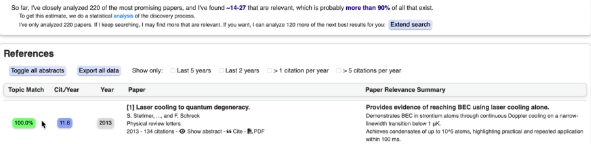 So far, I've closely analyzed 220 of the most promising papers, and I've found ~14-27 that are relevant, which is probably more than 90% of all that exist.
To get this estimate, we do a statistical analysis of the discovery process.
I've only analyzed 220 papers. If I keep searching, I may find more that are relevant. If you want, I can analyze 120 more of the next best results for you: Extend search
References
Toggle all abstracts Export all data Show only: Last 5 years Last 2 years > 1 citation per year > 5 citations per year
Topic Match Cit./Year Year Paper Paper Relevance Summary
[1] Laser cooling to quantum degeneracy. Provides evidence of reaching BEC using laser cooling alone.
S. Stellmer, ..., and F. Schreck Demonstrates BEC in strontium atoms through continuous Doppler cooling on a narrow-
Physical review letters linewidth transition below 1 μK.
100.0% 11.6 2013 2013 - 134 citations - Show abstract - Cite - PDF Achieves condensates of up to 10^5 atoms, highlighting practical and repeated application
within 100 ms.